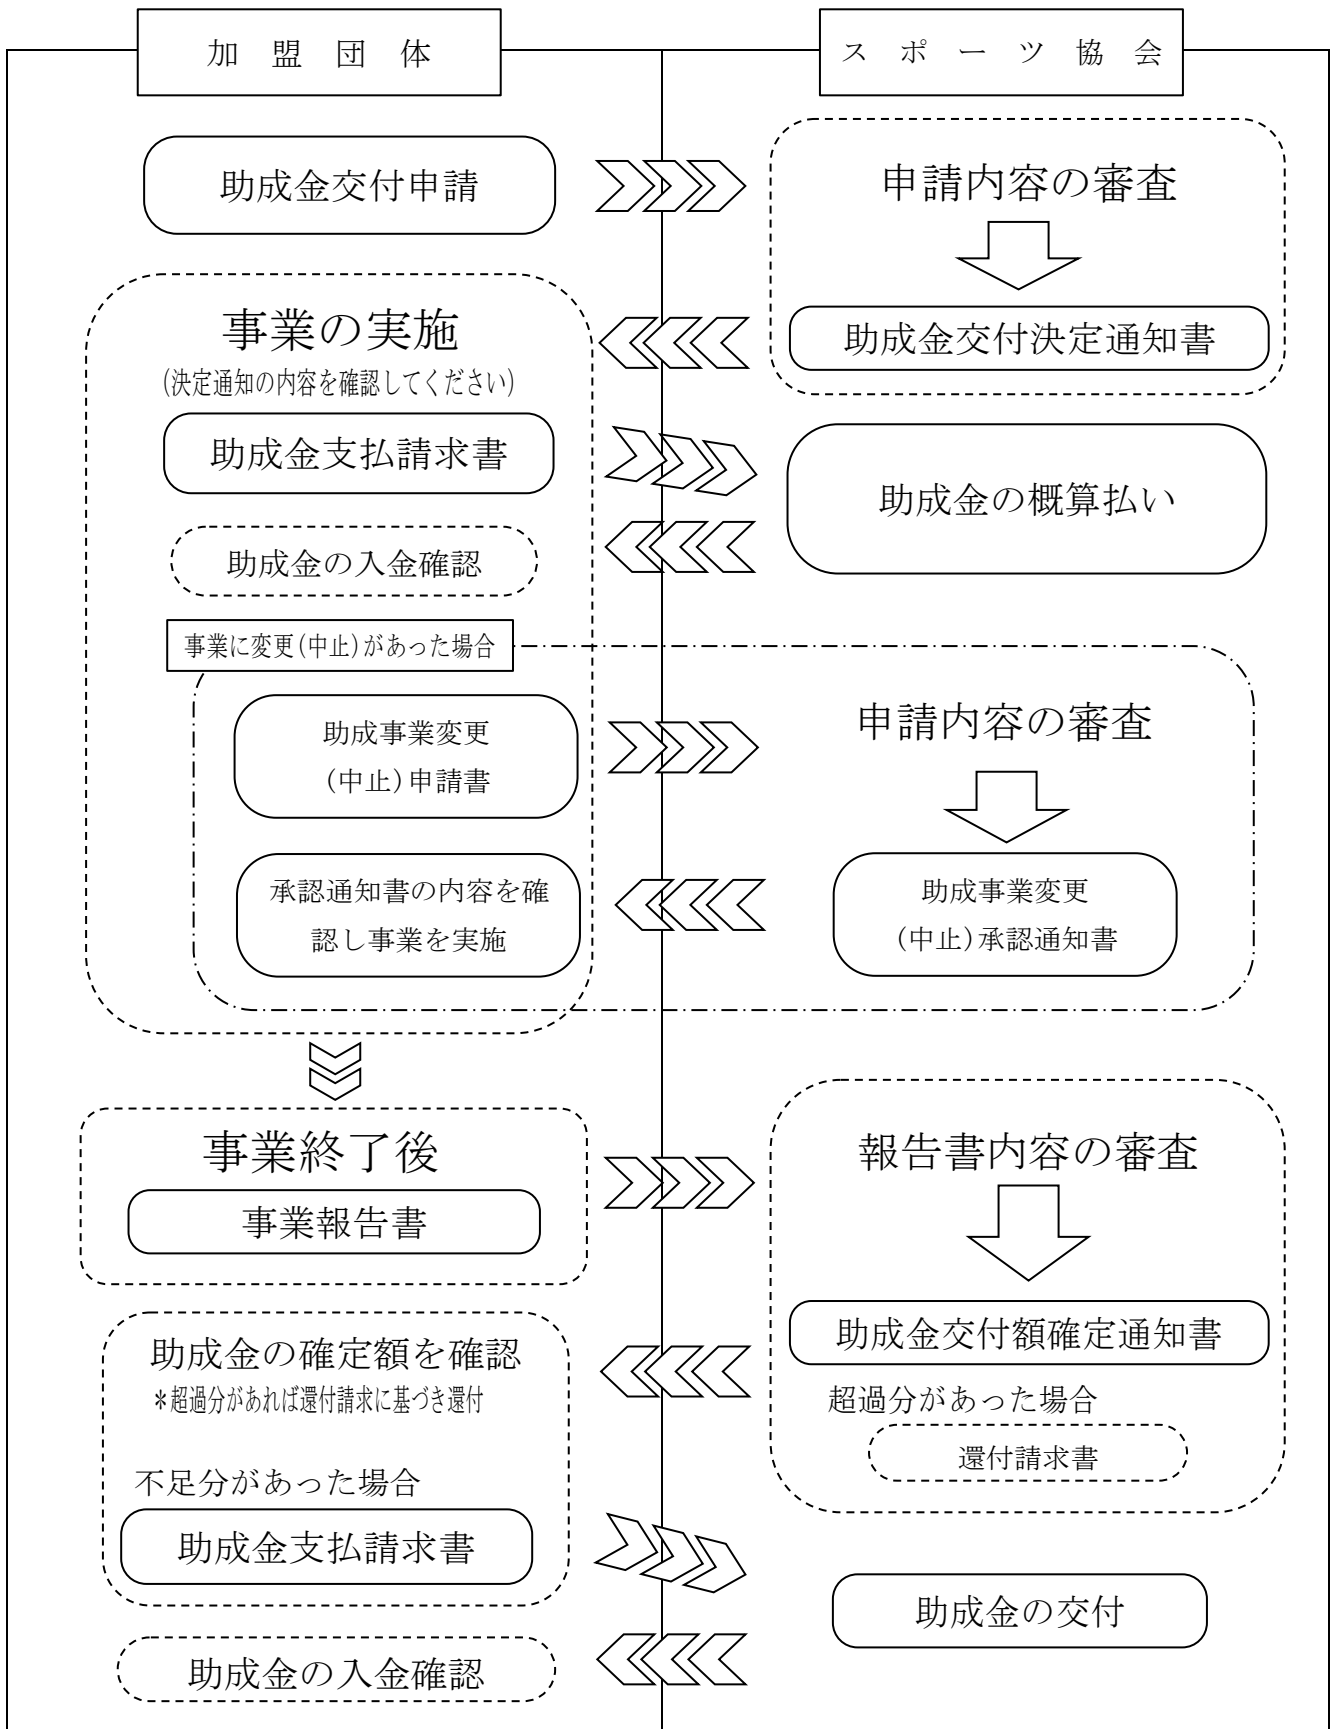 加盟団体
スポーツ協会
助成金交付申請
申請内容の審査
助成金交付決定通知書
事業の実施
(決定通知の内容を確認してください)
助成金支払請求書
助成金の概算払い
助成金の入金確認
事業に変更(中止)があった場合
助成事業変更
(中止)申請書
申請内容の審査
承認通知書の内容を確
認し事業を実施
助成事業変更
(中止)承認通知書
事業終了後
事業報告書
報告書内容の審査
助成金交付額確定通知書
超過分があった場合
還付請求書
助成金の確定額を確認
*超過分があれば還付請求に基づき還付
不足分があった場合
助成金支払請求書
助成金の交付
助成金の入金確認